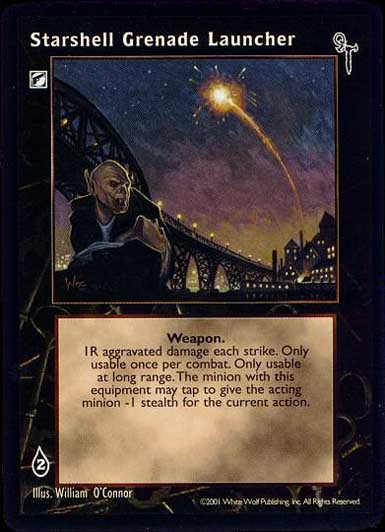 Starshell Grenade Launcher
Weapon.
1R aggravated damage each strike. Only
usable once per combat. Only usable
at long range. The minion with this
equipment may tap to give the acting
minion -1 stealth for the current action.
2
Illus. William O'Connor
©2001 White Wolf Publishing, Inc. All Rights Reserved.